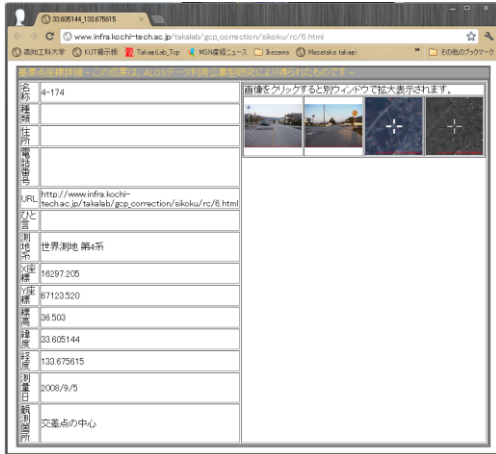 33.605144_133.675615
www.infra.kochi-tech.ac.jp/takalab/gcp_correction/sikoku/rc/6.html
高知工科大学 KUT掲示板 TakagiLab_Top MSN産経ニュース Ikezawa Masataka takagi » その他のブックマーク
基準点座標詳細 - この成果は、ALOSデータ利用公募型研究により得られたものです -
名称 4-174
画像をクリックすると別ウィンドウで拡大表示されます。
種類
住所
電話番号
URL http://www.infra.kochi-
tech.ac.jp/takalab/gcp_correction/sikoku/rc/6.html
ひと言
測地系 世界測地 第4系
X座標 16297.205
Y座標 67123.520
標高 36.503
緯度 33.605144
経度 133.675615
測量日 2008/9/5
観測箇所 交差点の中心